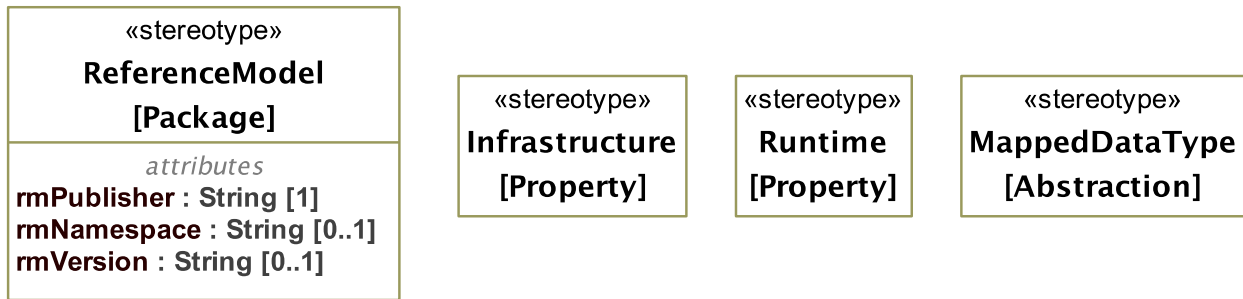 «stereotype»
ReferenceModel
[Package]
attributes
rmPublisher : String [1]
rmNamespace : String [0..1]
rmVersion : String [0..1]
«stereotype»
Infrastructure
[Property]
«stereotype»
Runtime
[Property]
«stereotype»
MappedDataType
[Abstraction]